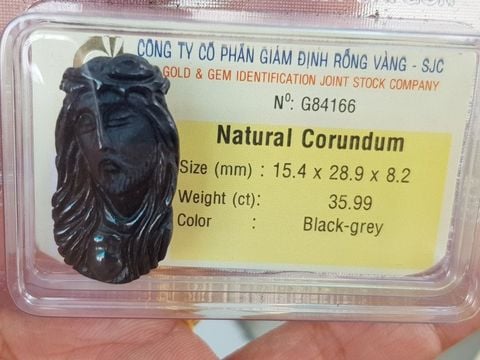 CÔNG TY CỔ PHẦN GIÁM ĐỊNH RỒNG VÀNG - SJC
GOLD & GEM IDENTIFICATION JOINT STOCK COMPANY
Nº: G84166
Natural Corundum
Size (mm) : 15.4 x 28.9 x 8.2
Weight (ct): 35.99
Color : Black-grey